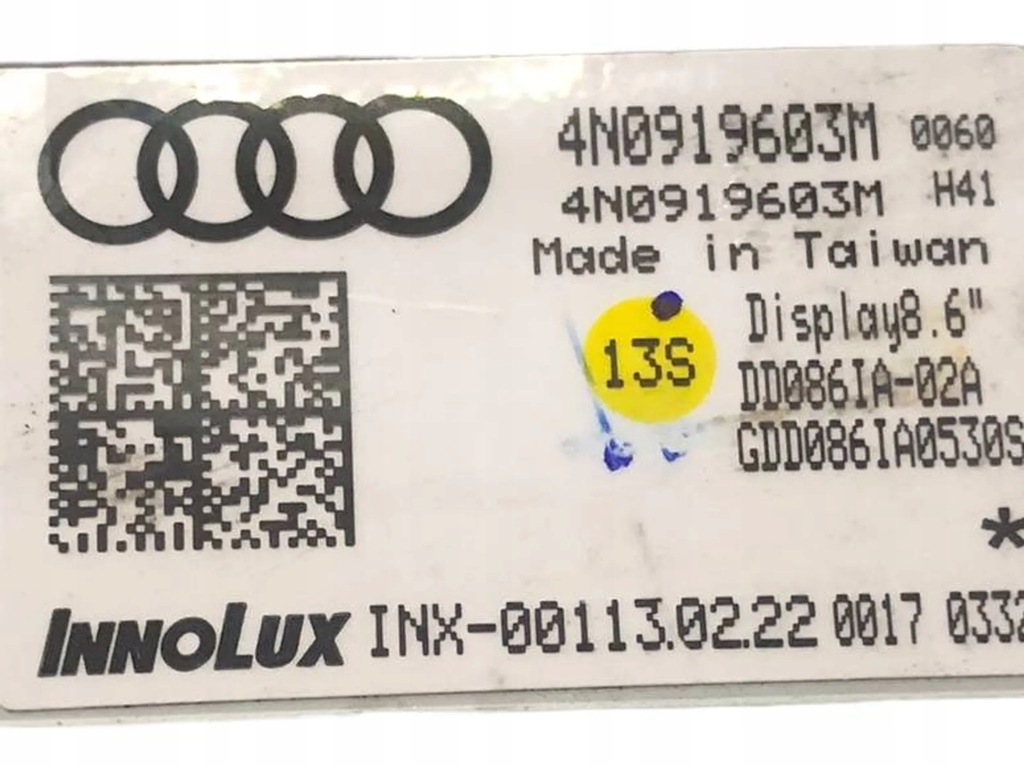 4N0919603M 0060
4N0919603M H41
Made in Taiwan
Display8.6"
13S
DD086IA-02A
GDD086IA0530S
*
INNOLUX INX-00113.02.22 0017 0332